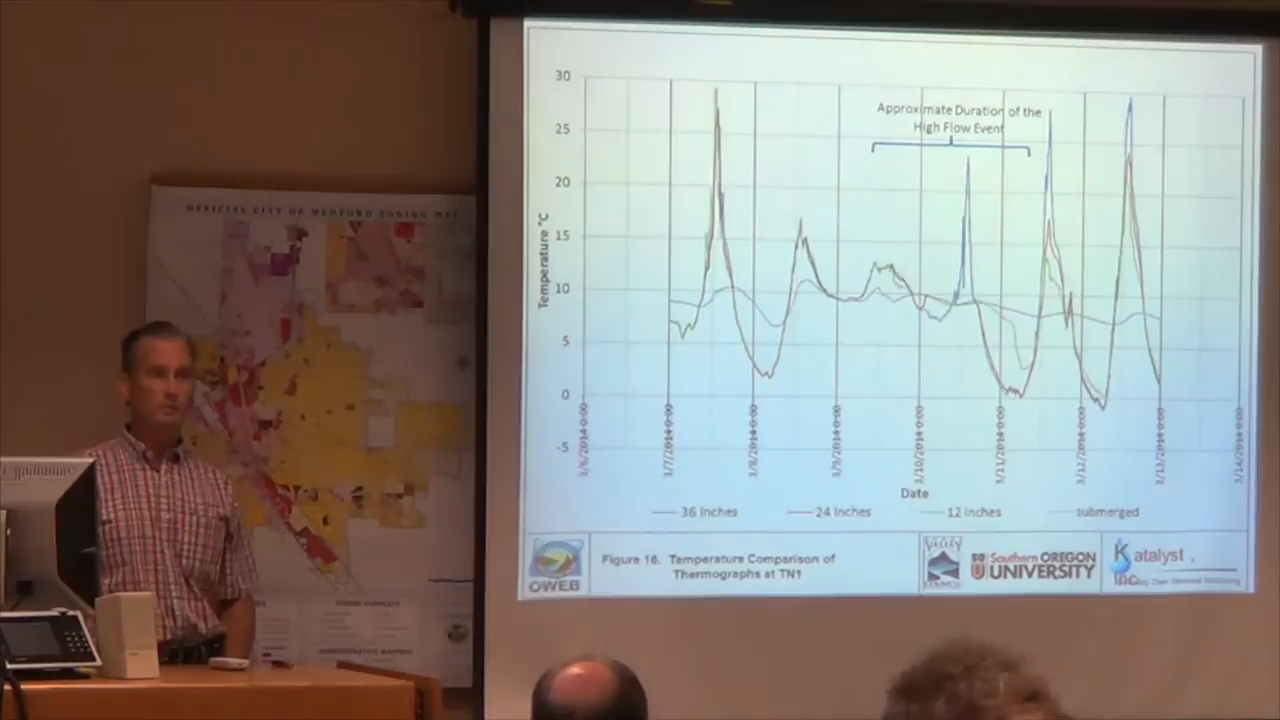 OFFICIAL CITY OF MEDFORD ZONING MAP
30
25
20
15
10
5
0
-5
Temperature °C
Approximate Duration of the
High Flow Event
3/6/2014 0:00
3/7/2014 0:00
3/8/2014 0:00
3/9/2014 0:00
3/10/2014 0:00
3/11/2014 0:00
3/12/2014 0:00
3/13/2014 0:00
3/14/2014 0:00
Date
36 Inches
24 Inches
12 Inches
submerged
OWEB
Figure 16. Temperature Comparison of
Thermographs at TN1
VALLEY
COUNCIL
Southern OREGON
UNIVERSITY
Katalyst,
Inc.